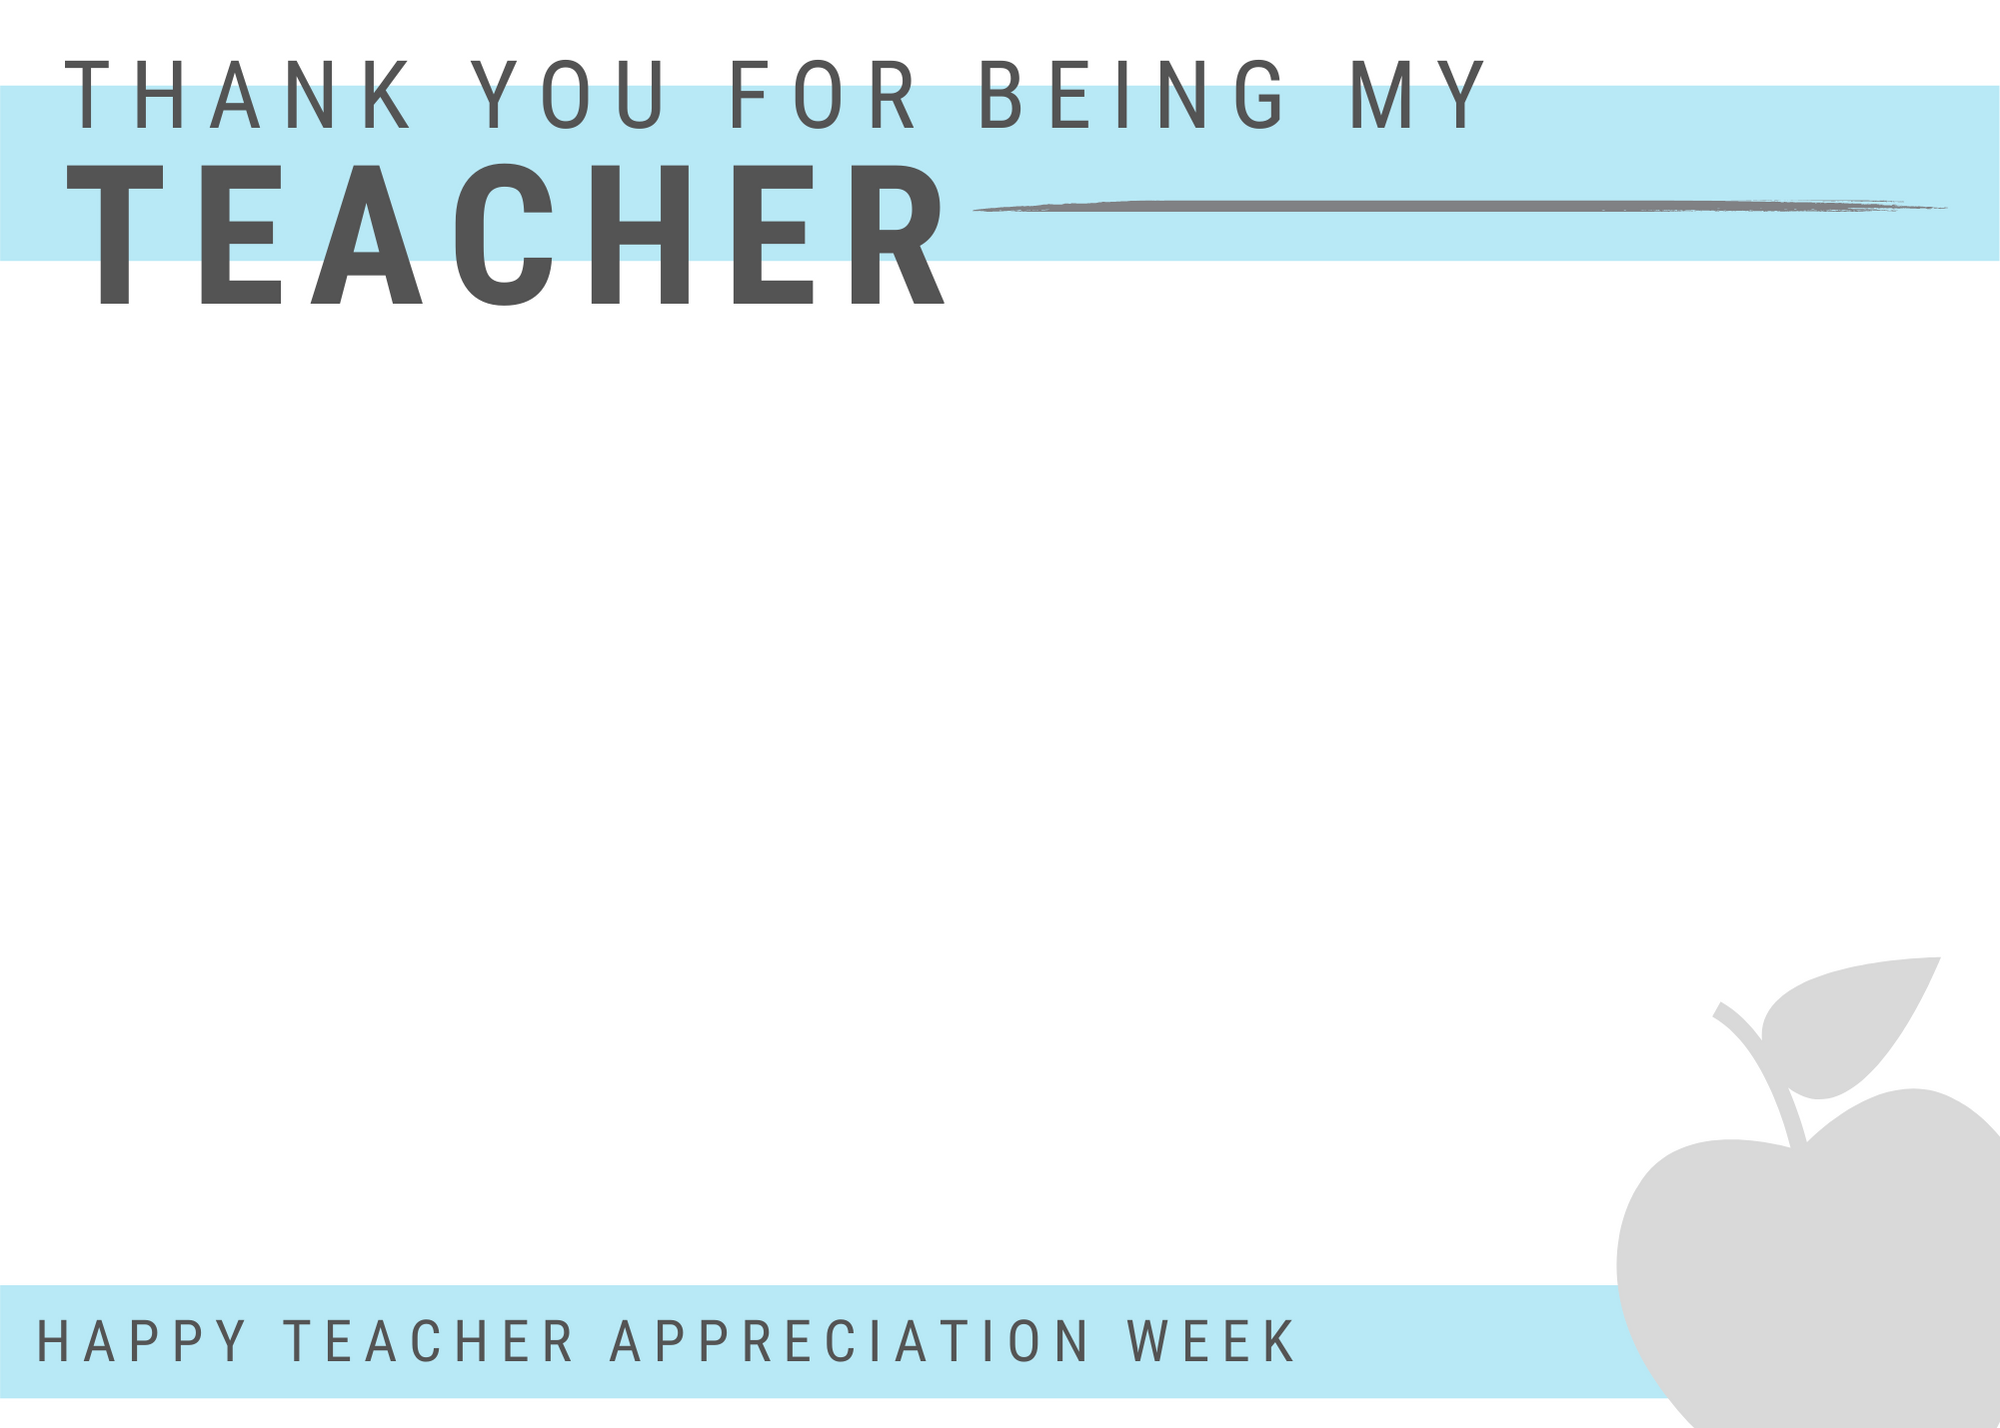 THANK YOU FOR BEING MY
TEACHER
HAPPY TEACHER APPRECIATION WEEK